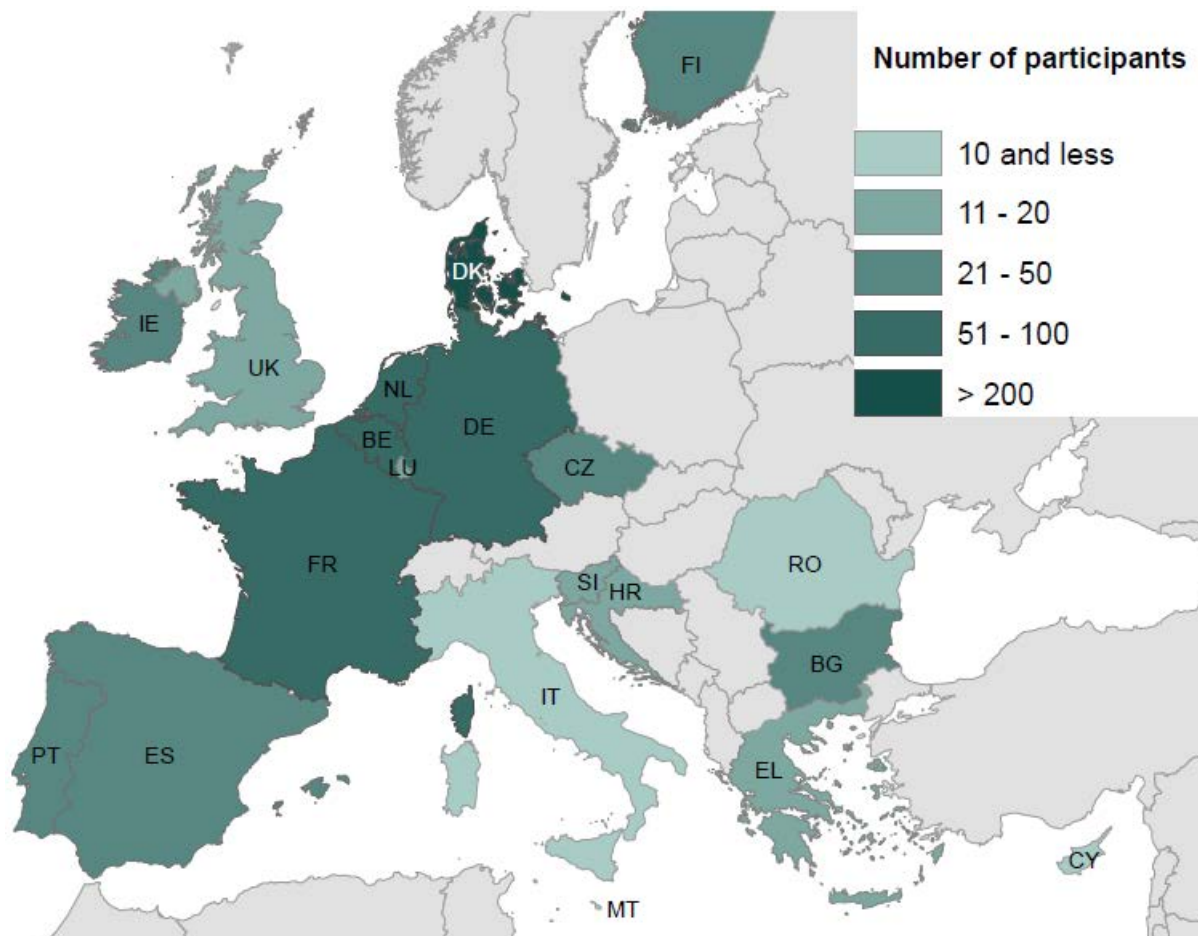 FI
Number of participants
10 and less
11 - 20
21 - 50
51 - 100
> 200
DK
IE
UK
NL
BE
DE
LU
CZ
FR
SI
HR
RO
BG
IT
PT
ES
EL
CY
MT